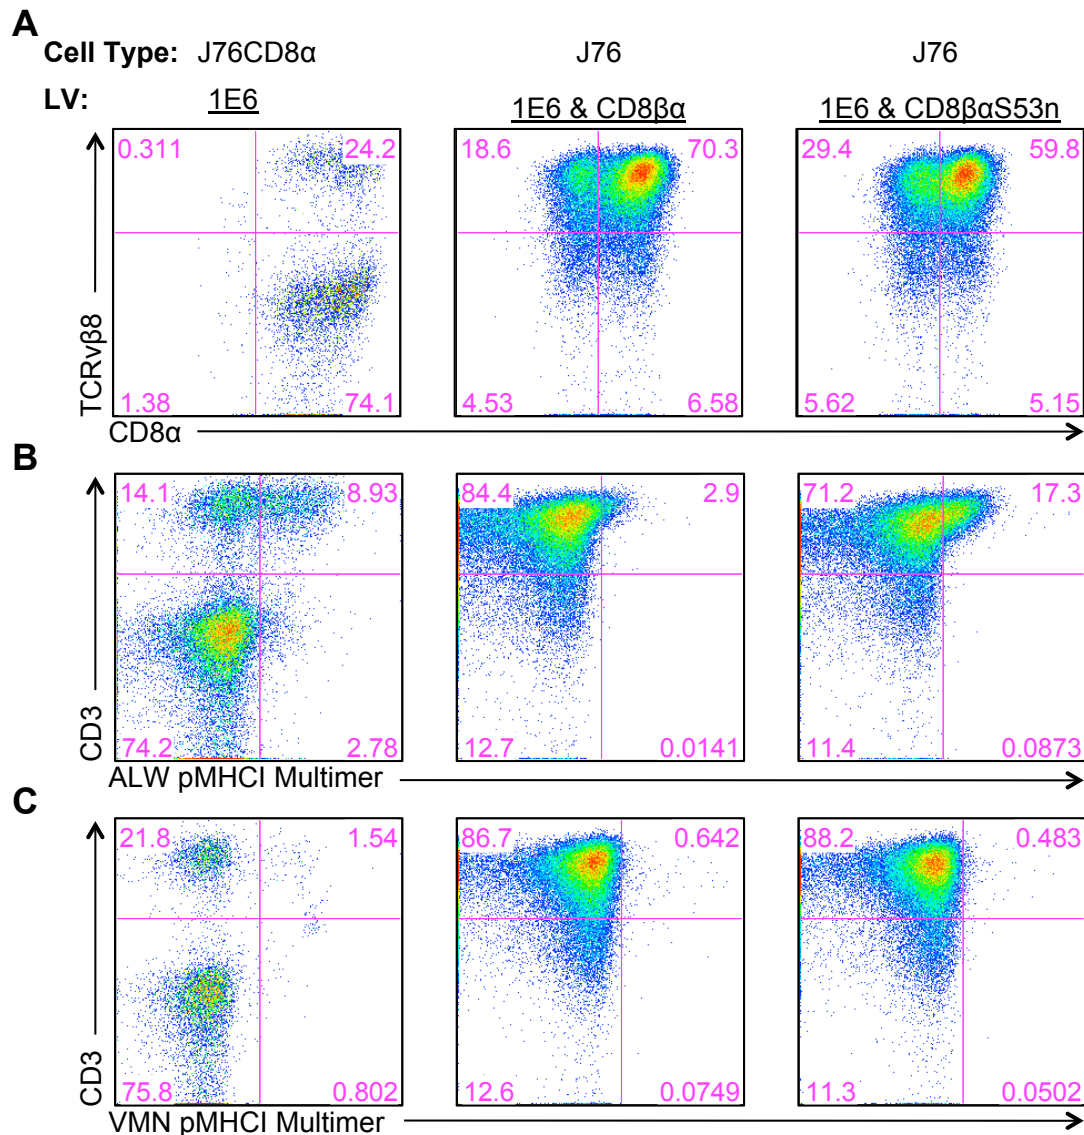 A
Cell Type: J76CD8α J76 J76
LV: 1E6 1E6 & CD8βα 1E6 & CD8βαS53n
0.311 24.2 18.6 70.3 29.4 59.8
TCRvβ8
1.38 74.1 4.53 6.58 5.62 5.15
CD8α
B
14.1 8.93 84.4 2.9 71.2 17.3
CD3
74.2 2.78 12.7 0.0141 11.4 0.0873
ALW pMHCI Multimer
C
21.8 1.54 86.7 0.642 88.2 0.483
CD3
75.8 0.802 12.6 0.0749 11.3 0.0502
VMN pMHCI Multimer